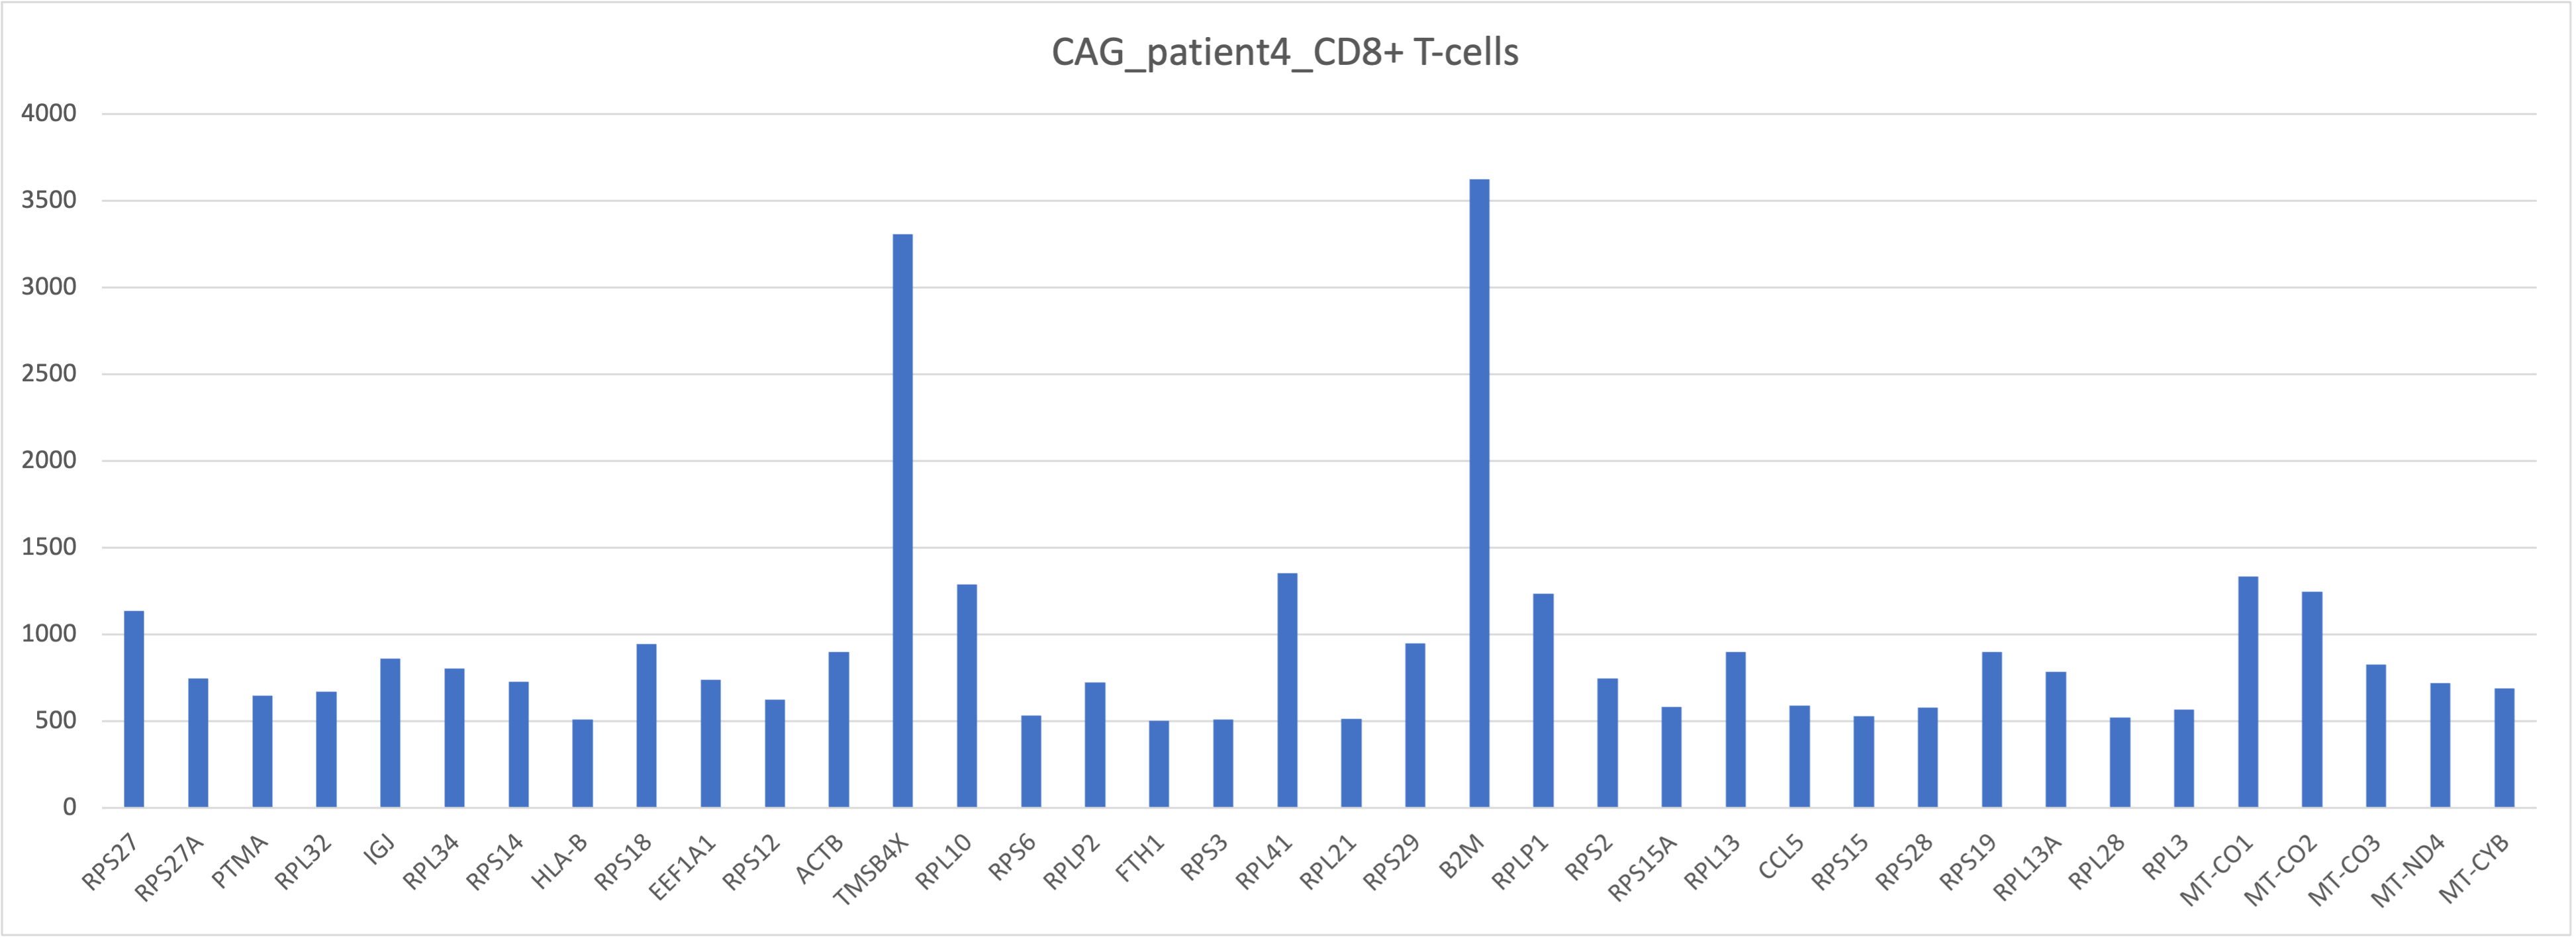 CAG_patient4_CD8+ T-cells
4000
3500
3000
2500
2000
1500
1000
500
0
RPS27
RPS27A
PTMA
RPL32
IGJ
RPL34
RPS14
HLA-B
RPS18
EEF1A1
RPS12
ACTB
TMSB4X
RPL10
RPS6
RPLP2
FTH1
RPS3
RPL41
RPL21
RPS29
B2M
RPLP1
RPS2
RPS15A
RPL13
CCL5
RPS15
RPS28
RPS19
RPL13A
RPL28
RPL3
MT-CO1
MT-CO2
MT-CO3
MT-ND4
MT-CYB